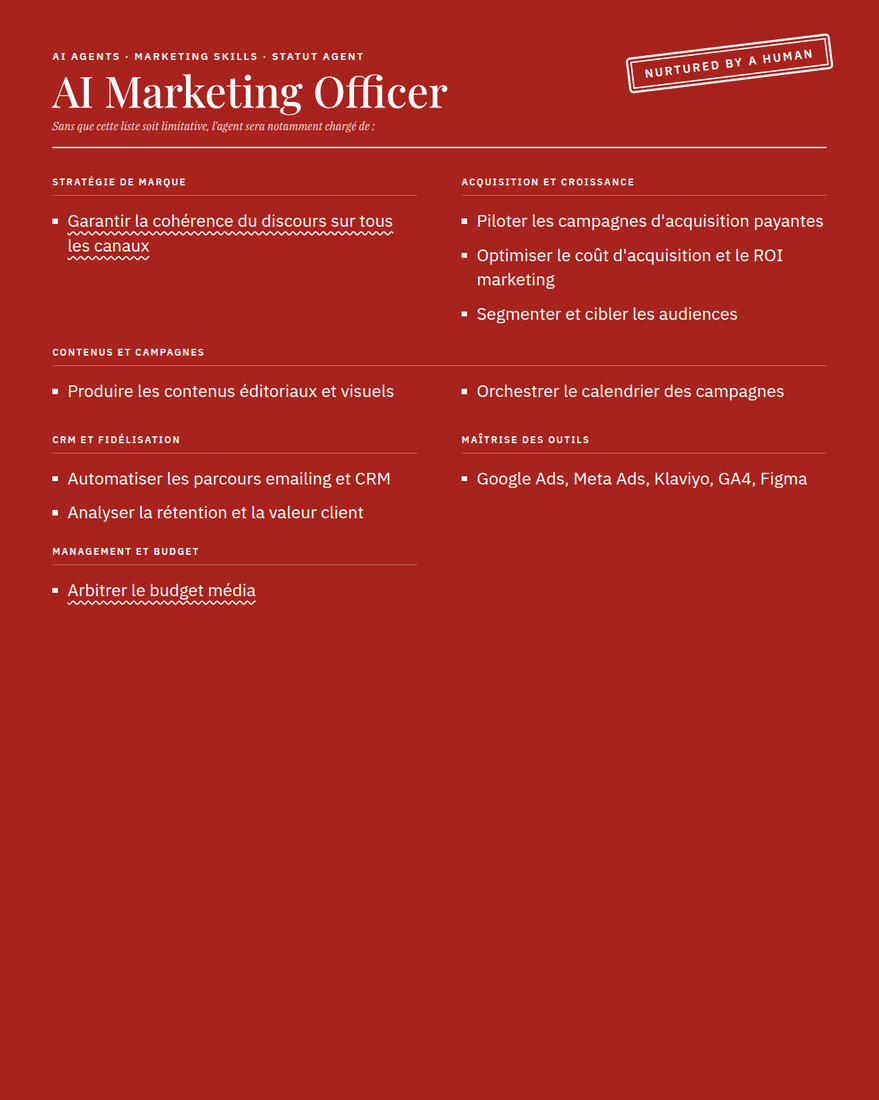 AI AGENTS · MARKETING SKILLS · STATUT AGENT
NURTURED BY A HUMAN
AI Marketing Officer
Sans que cette liste soit limitative, l'agent sera notamment chargé de :
STRATÉGIE DE MARQUE
Garantir la cohérence du discours sur tous
les canaux
ACQUISITION ET CROISSANCE
Piloter les campagnes d'acquisition payantes
Optimiser le coût d'acquisition et le ROI
marketing
Segmenter et cibler les audiences
CONTENUS ET CAMPAGNES
Produire les contenus éditoriaux et visuels
Orchestrer le calendrier des campagnes
CRM ET FIDÉLISATION
Automatiser les parcours emailing et CRM
Analyser la rétention et la valeur client
MAÎTRISE DES OUTILS
Google Ads, Meta Ads, Klaviyo, GA4, Figma
MANAGEMENT ET BUDGET
Arbitrer le budget média